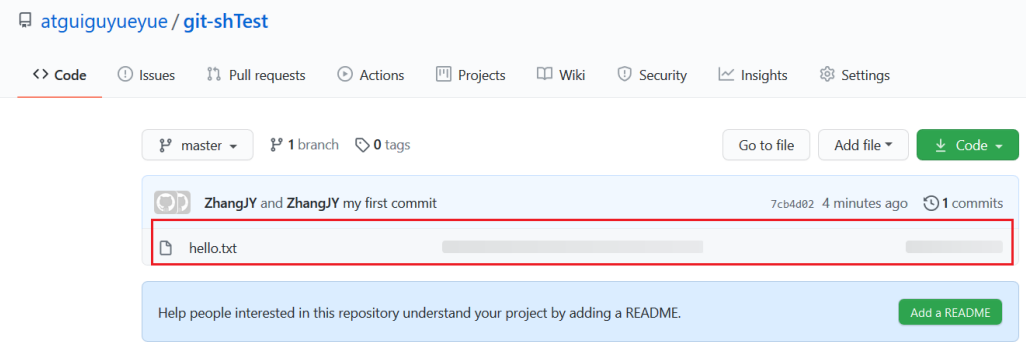 atguiguyueyue / git-shTest
Code Issues Pull requests Actions Projects Wiki Security Insights Settings
master 1 branch 0 tags Go to file Add file Code
ZhangJY and ZhangJY my first commit 7cb4d02 4 minutes ago 1 commits
hello.txt
Help people interested in this repository understand your project by adding a README. Add a README